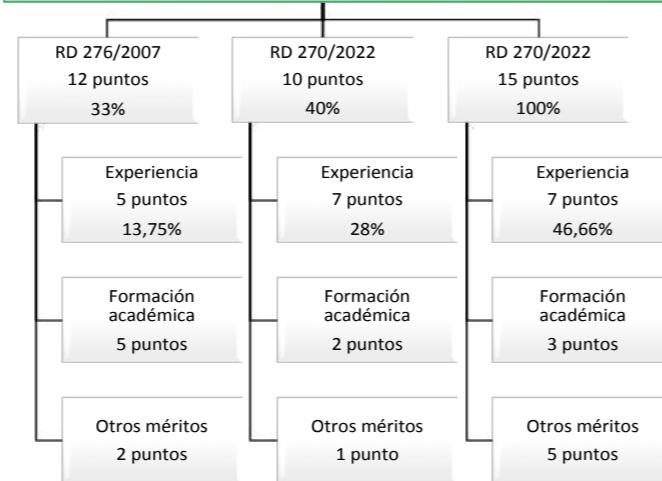 RD 276/2007
12 puntos
33%
RD 270/2022
10 puntos
40%
RD 270/2022
15 puntos
100%
Experiencia
5 puntos
13,75%
Experiencia
7 puntos
28%
Experiencia
7 puntos
46,66%
Formación
académica
5 puntos
Formación
académica
2 puntos
Formación
académica
3 puntos
Otros méritos
2 puntos
Otros méritos
1 punto
Otros méritos
5 puntos